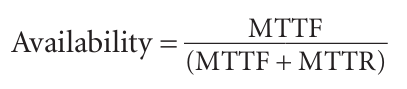 Availability = MTTF / (MTTF + MTTR)